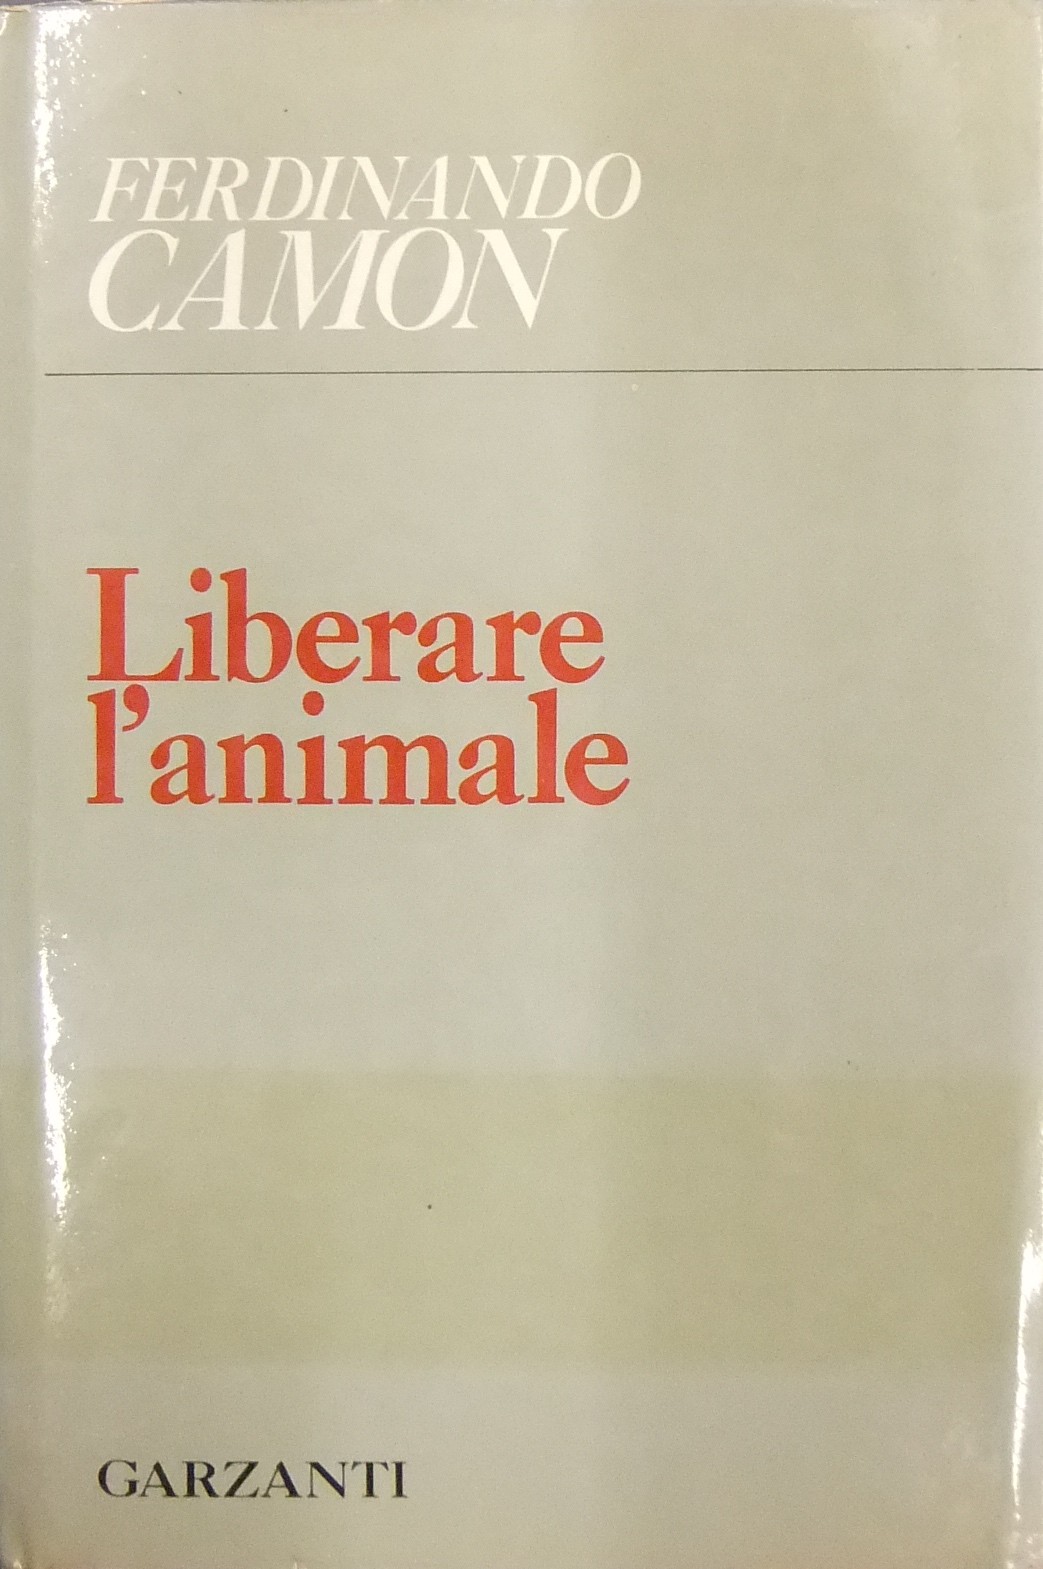 FERDINANDO
CAMON
Liberare
l'animale
GARZANTI